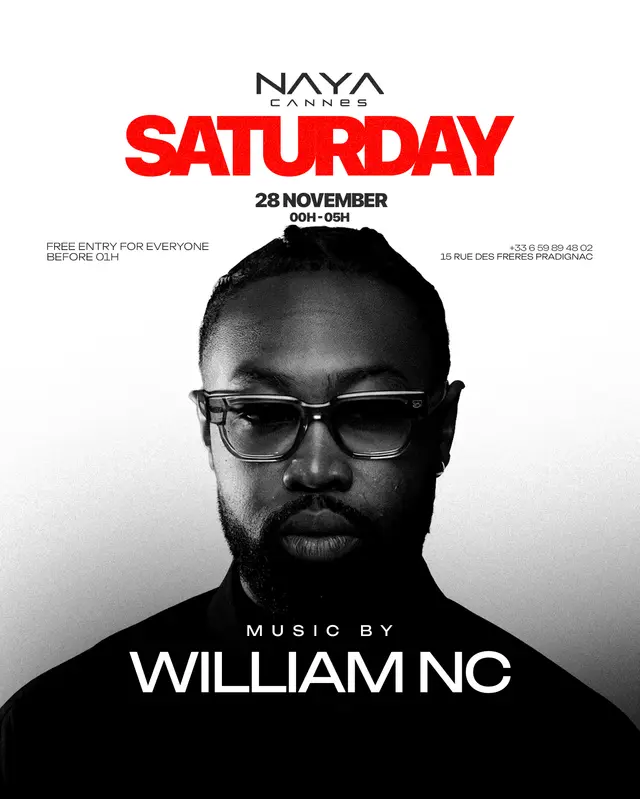 NAYA
CANNES
SATURDAY
28 NOVEMBER
00H - 05H
FREE ENTRY FOR EVERYONE
BEFORE 01H
+33 6 59 89 48 02
15 RUE DES FRERES PRADIGNAC
MUSIC BY
WILLIAM NC